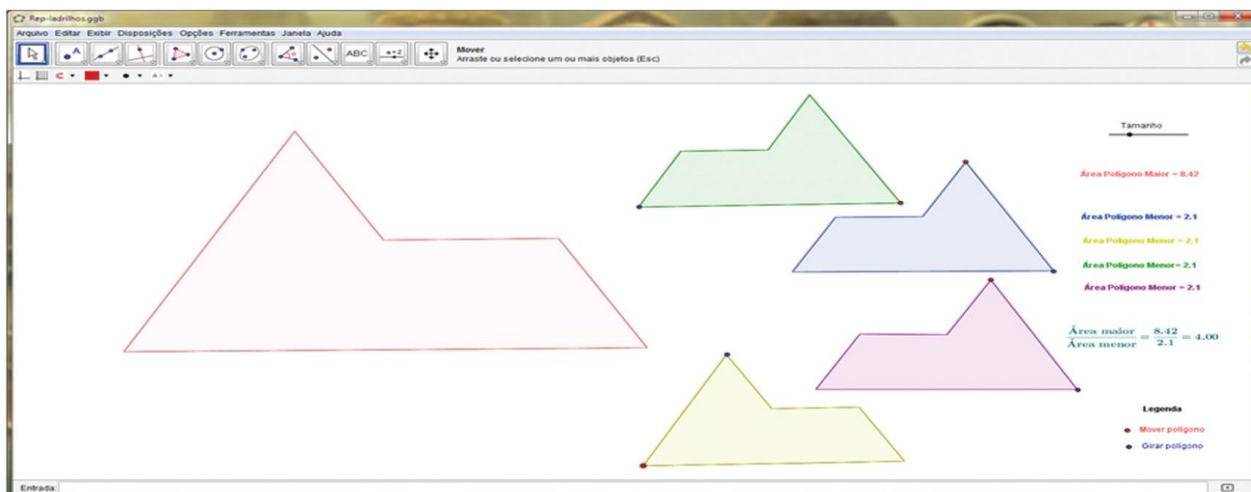 Rep-ladrilhos.ggb
Arquivo Editar Exibir Disposições Opções Ferramentas Janela Ajuda
ABC
a=2
Mover
Arraste ou selecione um ou mais objetos (Esc)
Tamanho
Área Polígono Maior = 8.42
Área Polígono Menor = 2.1
Área Polígono Menor = 2.1
Área Polígono Menor= 2.1
Área Polígono Menor = 2.1
Área maior / Área menor = 8.42 / 2.1 = 4.00
Legenda
Mover polígono
Girar polígono
Entrada: